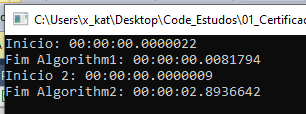 C:\Users\x_kat\Desktop\Code_Estudos\01_Certificac
Inicio: 00:00:00.0000022
Fim Algorithm1: 00:00:00.0081794
Inicio 2: 00:00:00.0000009
Fim Algorithm2: 00:00:02.8936642